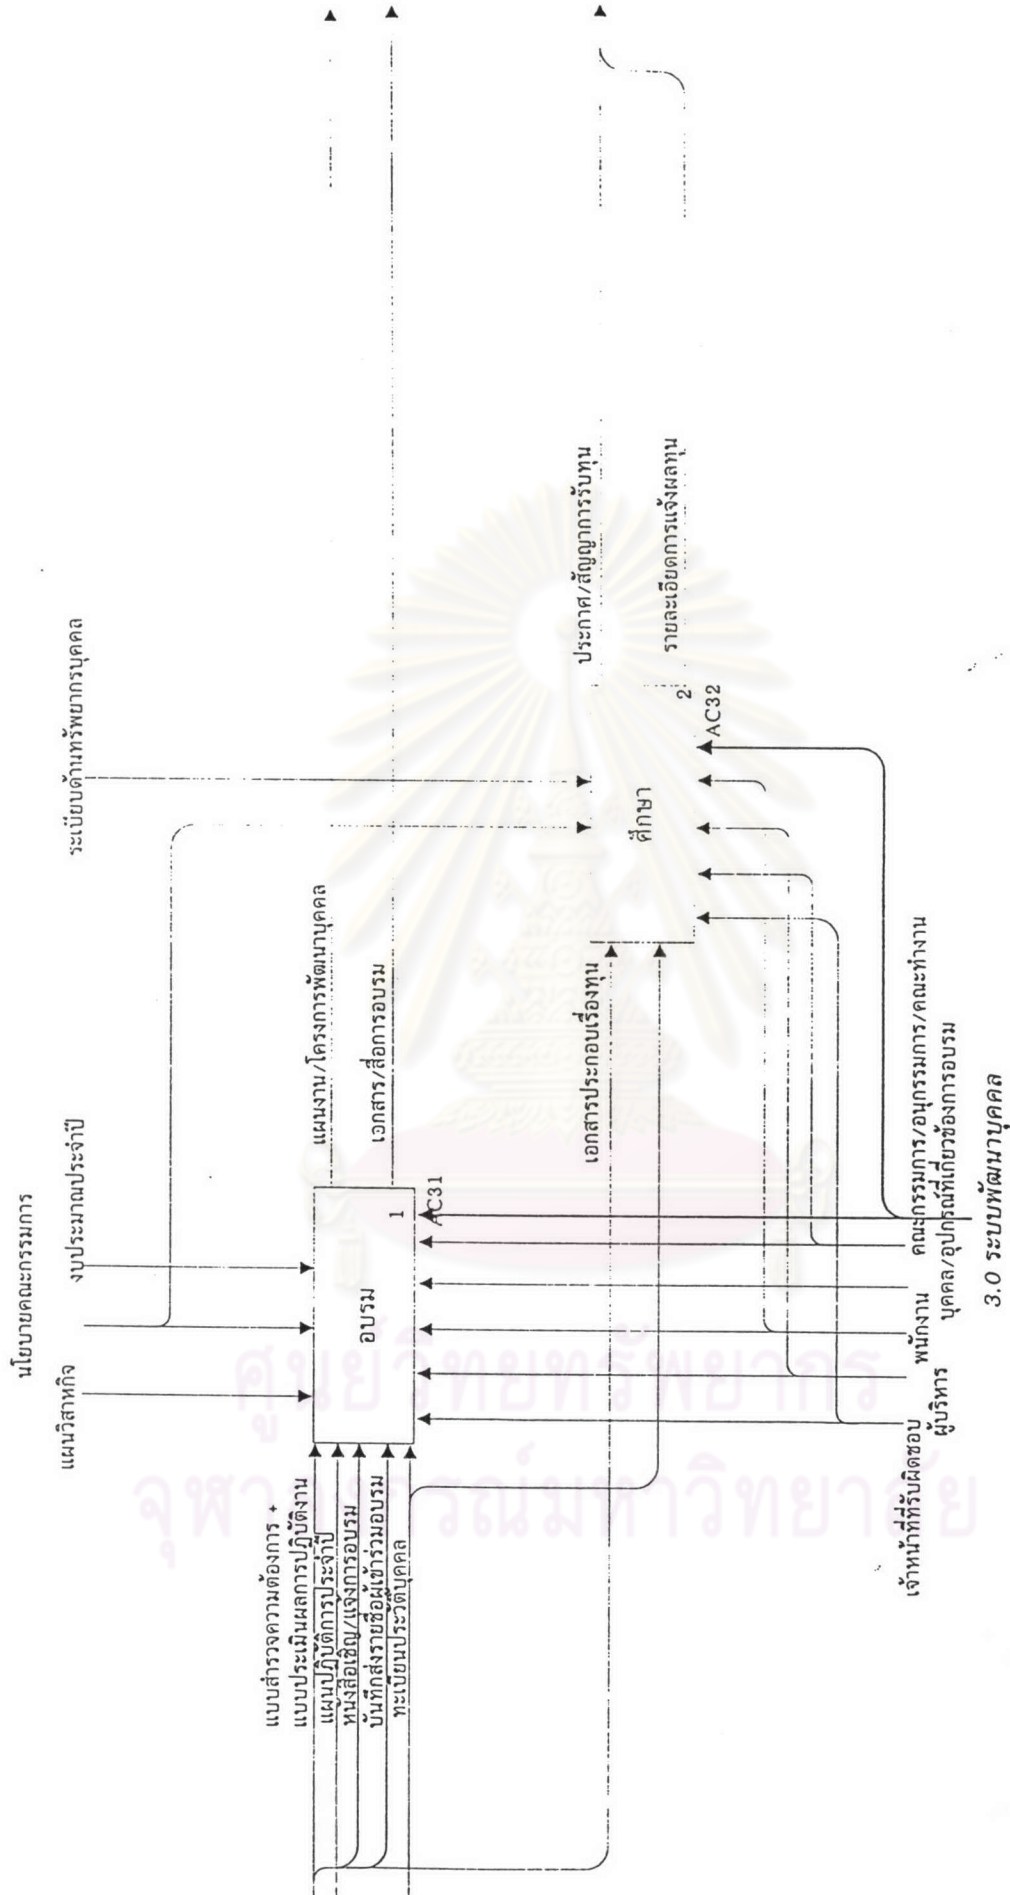 นโยบายคณะกรรมการ
แผนวิสาหกิจ
งบประมาณประจำปี
ระเบียบด้านทรัพยากรบุคคล
แบบสำรวจความต้องการ +
แบบประเมินผลการปฏิบัติงาน
แผนปฏิบัติการประจำปี
หนังสือเชิญ/แจ้งการอบรม
บันทึกส่งรายชื่อผู้เข้าร่วมอบรม
ทะเบียนประวัติบุคคล
อบรม
1
AC31
แผนงาน/โครงการพัฒนาบุคคล
เอกสาร/สื่อการอบรม
เอกสารประกอบเรื่องทุน
ศึกษา
2
AC32
ประกาศ/สัญญาการรับทุน
รายละเอียดการแจ้งผลทุน
เจ้าหน้าที่ที่รับผิดชอบ
ผู้บริหาร
พนักงาน
บุคคล/อุปกรณ์ที่เกี่ยวข้องการอบรม
คณะกรรมการ/อนุกรรมการ/คณะทำงาน
3.0 ระบบพัฒนาบุคคล
ศูนย์วิทยทรัพยากร
จุฬาลงกรณ์มหาวิทยาลัย